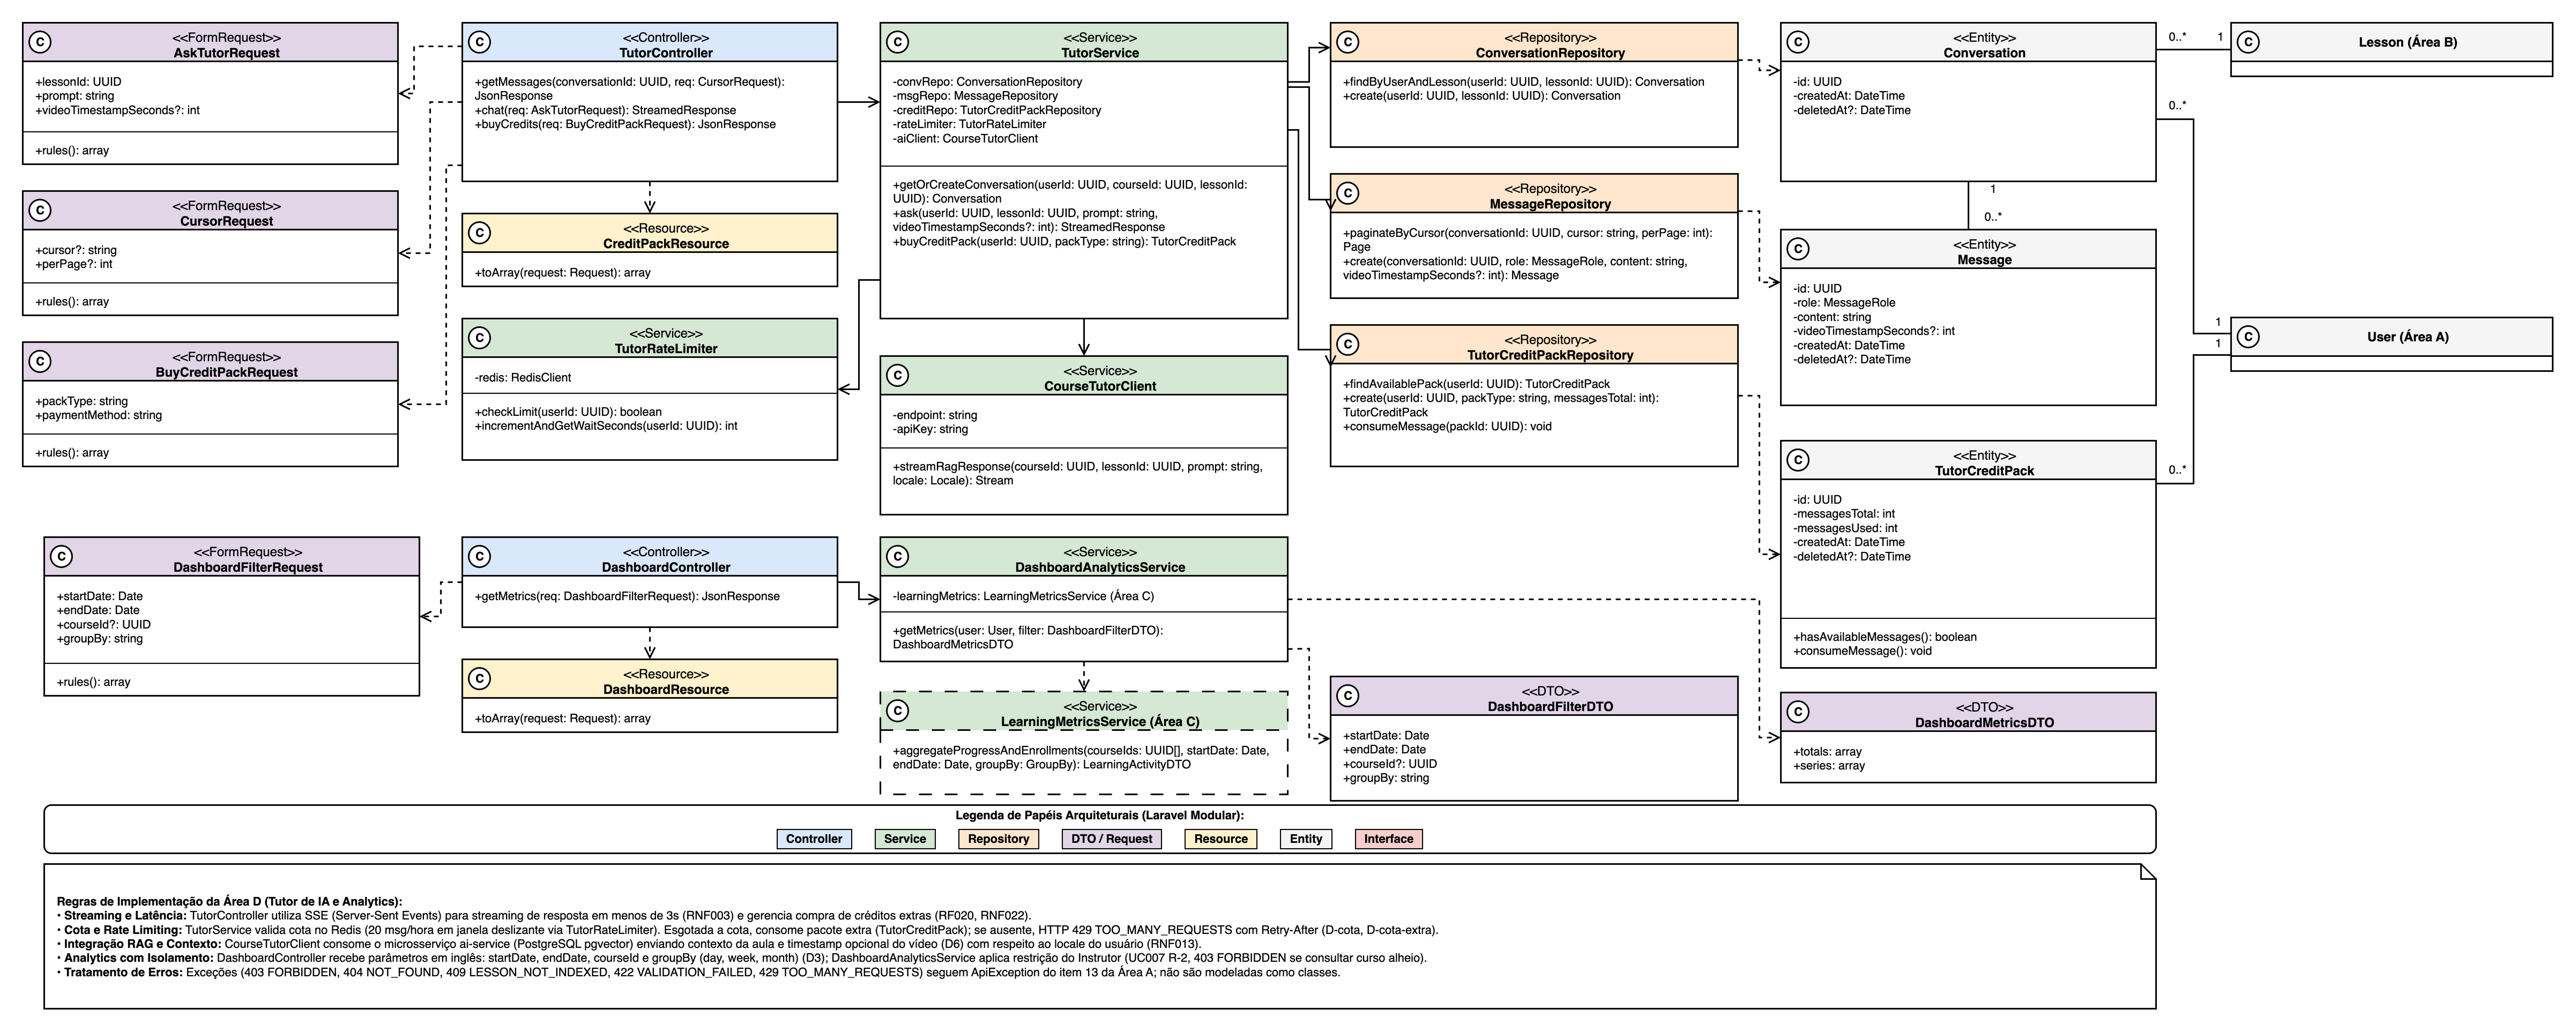 C
<<FormRequest>>
AskTutorRequest
+lessonId: UUID
+prompt: string
+videoTimestampSeconds?: int
+rules(): array
C
<<FormRequest>>
CursorRequest
+cursor?: string
+perPage?: int
+rules(): array
C
<<FormRequest>>
BuyCreditPackRequest
+packType: string
+paymentMethod: string
+rules(): array
C
<<Controller>>
TutorController
+getMessages(conversationId: UUID, req: CursorRequest):
JsonResponse
+chat(req: AskTutorRequest): StreamedResponse
+buyCredits(req: BuyCreditPackRequest): JsonResponse
C
<<Resource>>
CreditPackResource
+toArray(request: Request): array
C
<<Service>>
TutorRateLimiter
-redis: RedisClient
+checkLimit(userId: UUID): boolean
+incrementAndGetWaitSeconds(userId: UUID): int
C
<<Service>>
TutorService
-convRepo: ConversationRepository
-msgRepo: MessageRepository
-creditRepo: TutorCreditPackRepository
-rateLimiter: TutorRateLimiter
-aiClient: CourseTutorClient
+getOrCreateConversation(userId: UUID, courseId: UUID, lessonId:
UUID): Conversation
+ask(userId: UUID, lessonId: UUID, prompt: string,
videoTimestampSeconds?: int): StreamedResponse
+buyCreditPack(userId: UUID, packType: string): TutorCreditPack
C
<<Service>>
CourseTutorClient
-endpoint: string
-apiKey: string
+streamRagResponse(courseId: UUID, lessonId: UUID, prompt: string,
locale: Locale): Stream
C
<<Repository>>
ConversationRepository
+findByUserAndLesson(userId: UUID, lessonId: UUID): Conversation
+create(userId: UUID, lessonId: UUID): Conversation
C
<<Repository>>
MessageRepository
+paginateByCursor(conversationId: UUID, cursor: string, perPage: int):
Page
+create(conversationId: UUID, role: MessageRole, content: string,
videoTimestampSeconds?: int): Message
C
<<Repository>>
TutorCreditPackRepository
+findAvailablePack(userId: UUID): TutorCreditPack
+create(userId: UUID, packType: string, messagesTotal: int):
TutorCreditPack
+consumeMessage(packId: UUID): void
C
<<Entity>>
Conversation
-id: UUID
-createdAt: DateTime
-deletedAt?: DateTime
0..*
1
C
Lesson (Área B)
0..*
1
0..*
C
<<Entity>>
Message
-id: UUID
-role: MessageRole
-content: string
-videoTimestampSeconds?: int
-createdAt: DateTime
-deletedAt?: DateTime
1
1
C
User (Área A)
0..*
C
<<Entity>>
TutorCreditPack
-id: UUID
-messagesTotal: int
-messagesUsed: int
-createdAt: DateTime
-deletedAt?: DateTime
+hasAvailableMessages(): boolean
+consumeMessage(): void
C
<<FormRequest>>
DashboardFilterRequest
+startDate: Date
+endDate: Date
+courseId?: UUID
+groupBy: string
+rules(): array
C
<<Controller>>
DashboardController
+getMetrics(req: DashboardFilterRequest): JsonResponse
C
<<Resource>>
DashboardResource
+toArray(request: Request): array
C
<<Service>>
DashboardAnalyticsService
-learningMetrics: LearningMetricsService (Área C)
+getMetrics(user: User, filter: DashboardFilterDTO):
DashboardMetricsDTO
C
<<Service>>
LearningMetricsService (Área C)
+aggregateProgressAndEnrollments(courseIds: UUID[], startDate: Date,
endDate: Date, groupBy: GroupBy): LearningActivityDTO
C
<<DTO>>
DashboardFilterDTO
+startDate: Date
+endDate: Date
+courseId?: UUID
+groupBy: string
C
<<DTO>>
DashboardMetricsDTO
+totals: array
+series: array
Legenda de Papéis Arquiteturais (Laravel Modular):
Controller
Service
Repository
DTO / Request
Resource
Entity
Interface
Regras de Implementação da Área D (Tutor de IA e Analytics):
• Streaming e Latência: TutorController utiliza SSE (Server-Sent Events) para streaming de resposta em menos de 3s (RNF003) e gerencia compra de créditos extras (RF020, RNF022).
• Cota e Rate Limiting: TutorService valida cota no Redis (20 msg/hora em janela deslizante via TutorRateLimiter). Esgotada a cota, consome pacote extra (TutorCreditPack); se ausente, HTTP 429 TOO_MANY_REQUESTS com Retry-After (D-cota, D-cota-extra).
• Integração RAG e Contexto: CourseTutorClient consome o microsserviço ai-service (PostgreSQL pgvector) enviando contexto da aula e timestamp opcional do vídeo (D6) com respeito ao locale do usuário (RNF013).
• Analytics com Isolamento: DashboardController recebe parâmetros em inglês: startDate, endDate, courseId e groupBy (day, week, month) (D3); DashboardAnalyticsService aplica restrição do Instrutor (UC007 R-2, 403 FORBIDDEN se consultar curso alheio).
• Tratamento de Erros: Exceções (403 FORBIDDEN, 404 NOT_FOUND, 409 LESSON_NOT_INDEXED, 422 VALIDATION_FAILED, 429 TOO_MANY_REQUESTS) seguem ApiException do item 13 da Área A; não são modeladas como classes.